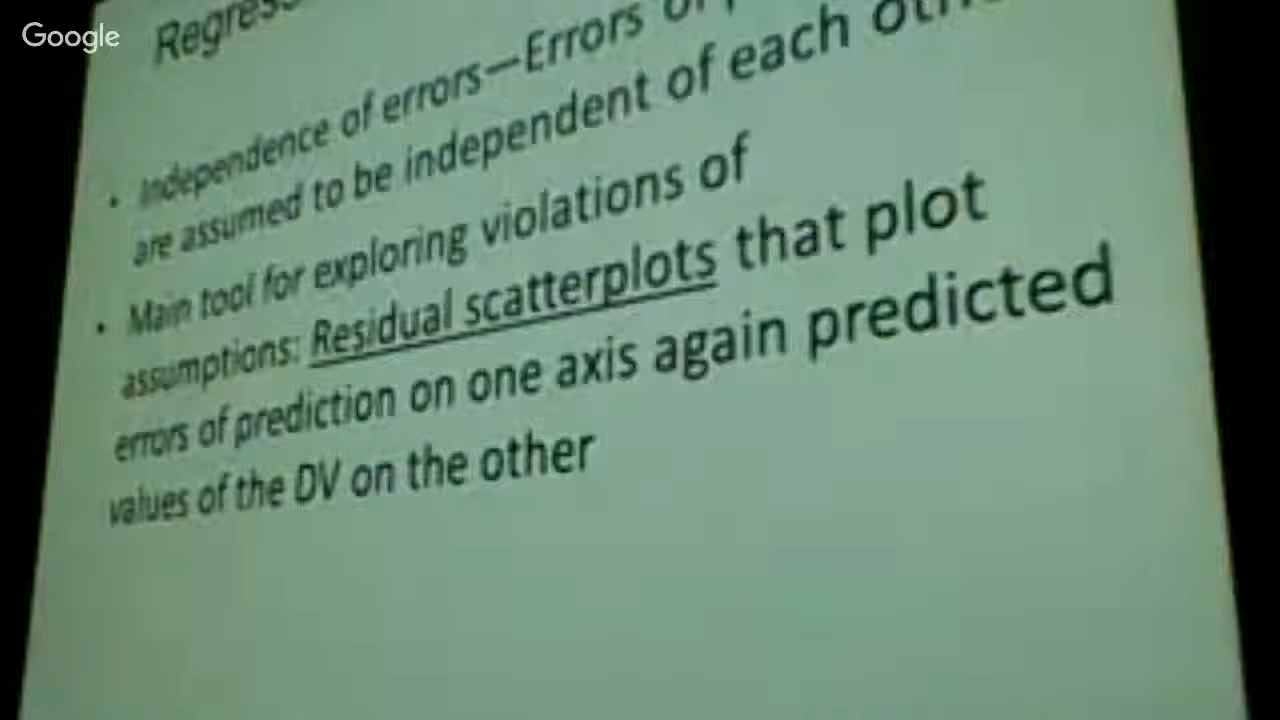 Google
Independence of errors—Errors of
are assumed to be independent of each
Main tool for exploring violations of
assumptions: Residual scatterplots that plot
errors of prediction on one axis again predicted
values of the DV on the other